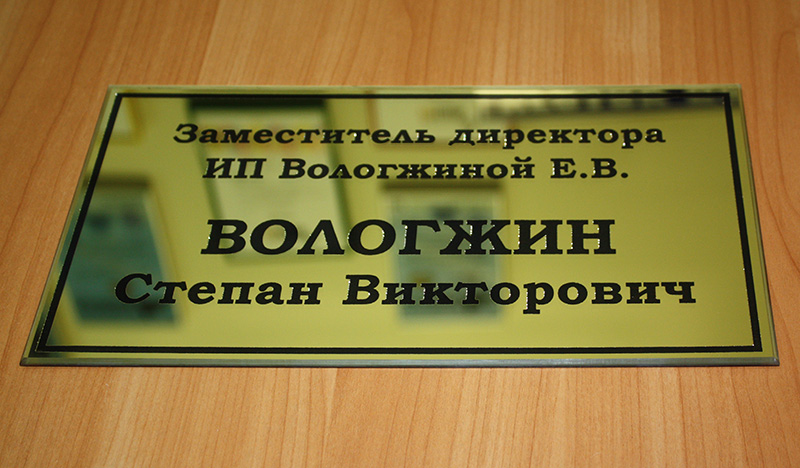 Заместитель директора
ИП Вологжиной Е.В.
ВОЛОГЖИН
Степан Викторович